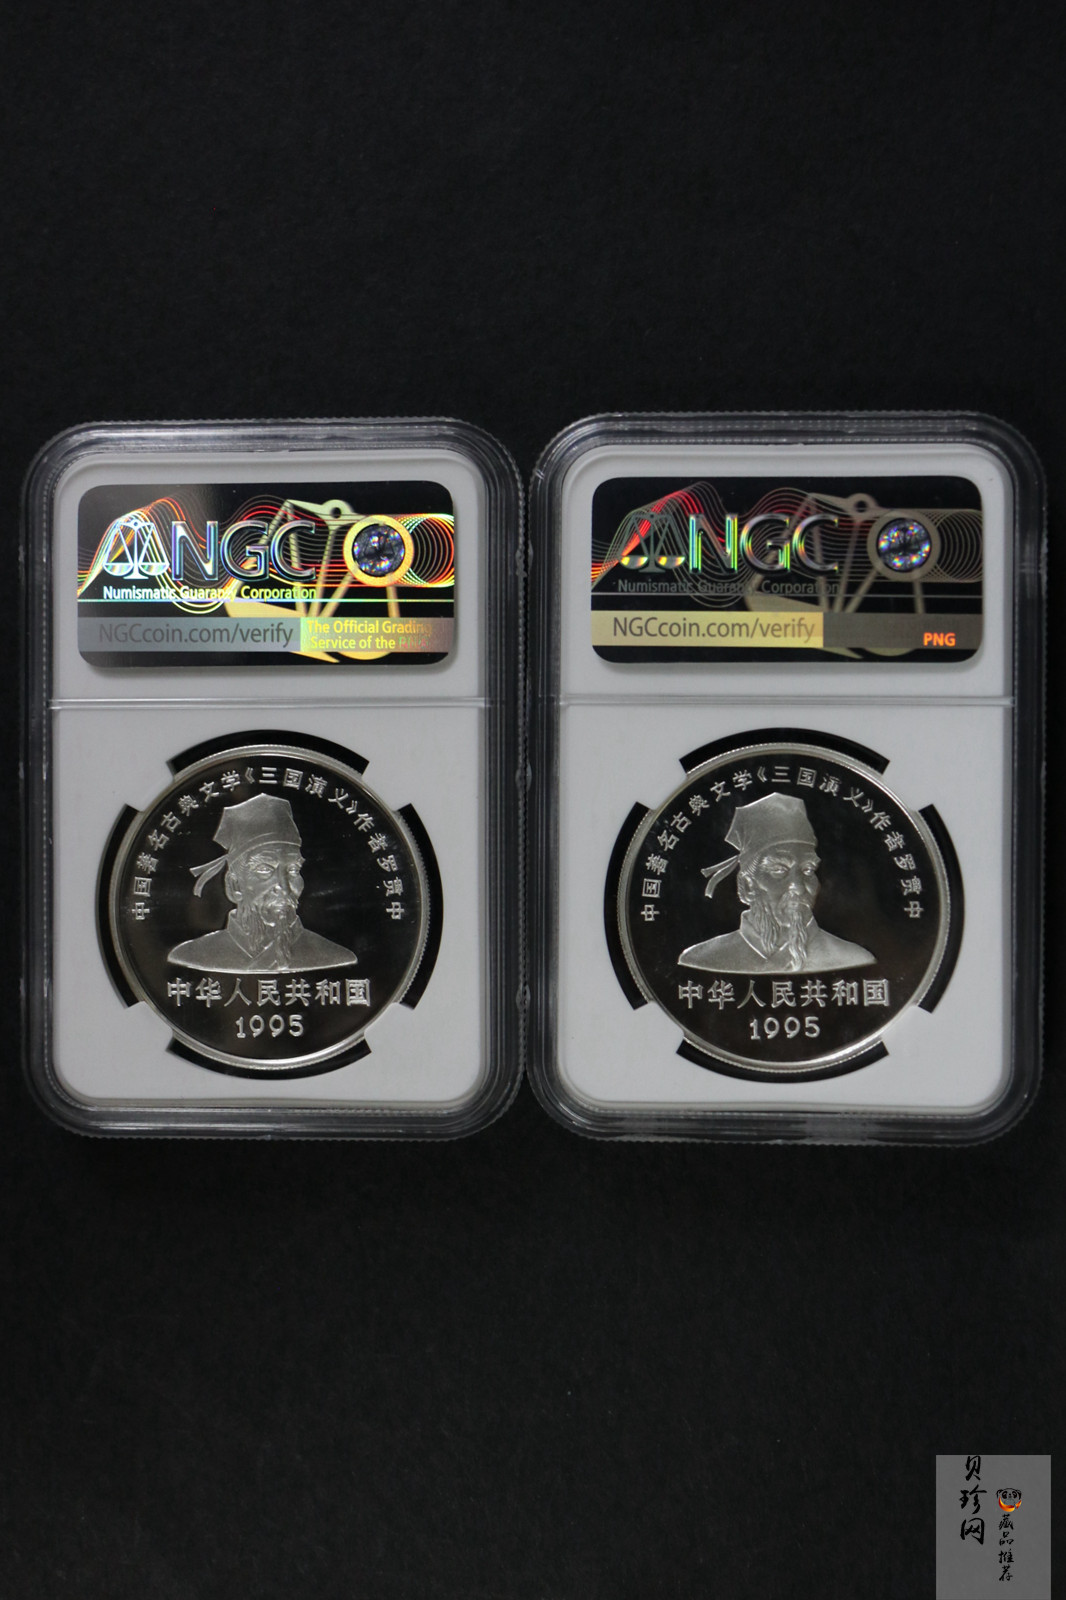 NGC
Numismatic Guaranty Corporation
NGCcoin.com/verify
The Official Grading
Service of the
中国著名古典文学《三国演义》作者罗贯中
中华人民共和国
1995
NGC
Numismatic Guaranty Corporation
NGCcoin.com/verify
PNG
中国著名古典文学《三国演义》作者罗贯中
中华人民共和国
1995
贝珍网
藏品推荐